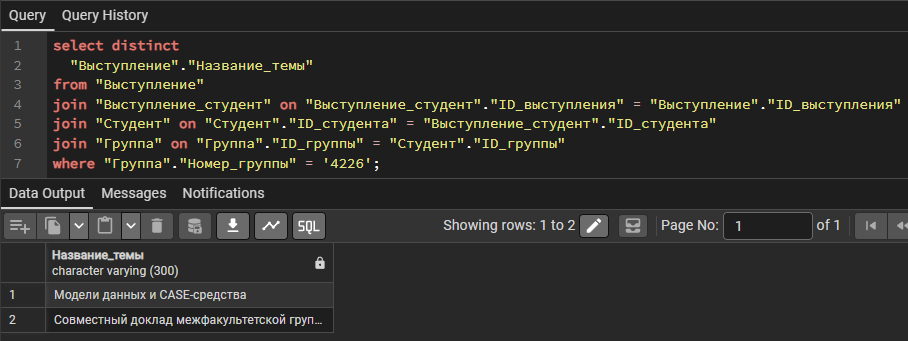 Query Query History
1 select distinct
2 "Выступление"."Название_темы"
3 from "Выступление"
4 join "Выступление_студент" on "Выступление_студент"."ID_выступления" = "Выступление"."ID_выступления"
5 join "Студент" on "Студент"."ID_студента" = "Выступление_студент"."ID_студента"
6 join "Группа" on "Группа"."ID_группы" = "Студент"."ID_группы"
7 where "Группа"."Номер_группы" = '4226';
Data Output Messages Notifications
SQL Showing rows: 1 to 2 Page No: 1 of 1
Название_темы
character varying (300)
1 Модели данных и CASE-средства
2 Совместный доклад межфакультетской груп…